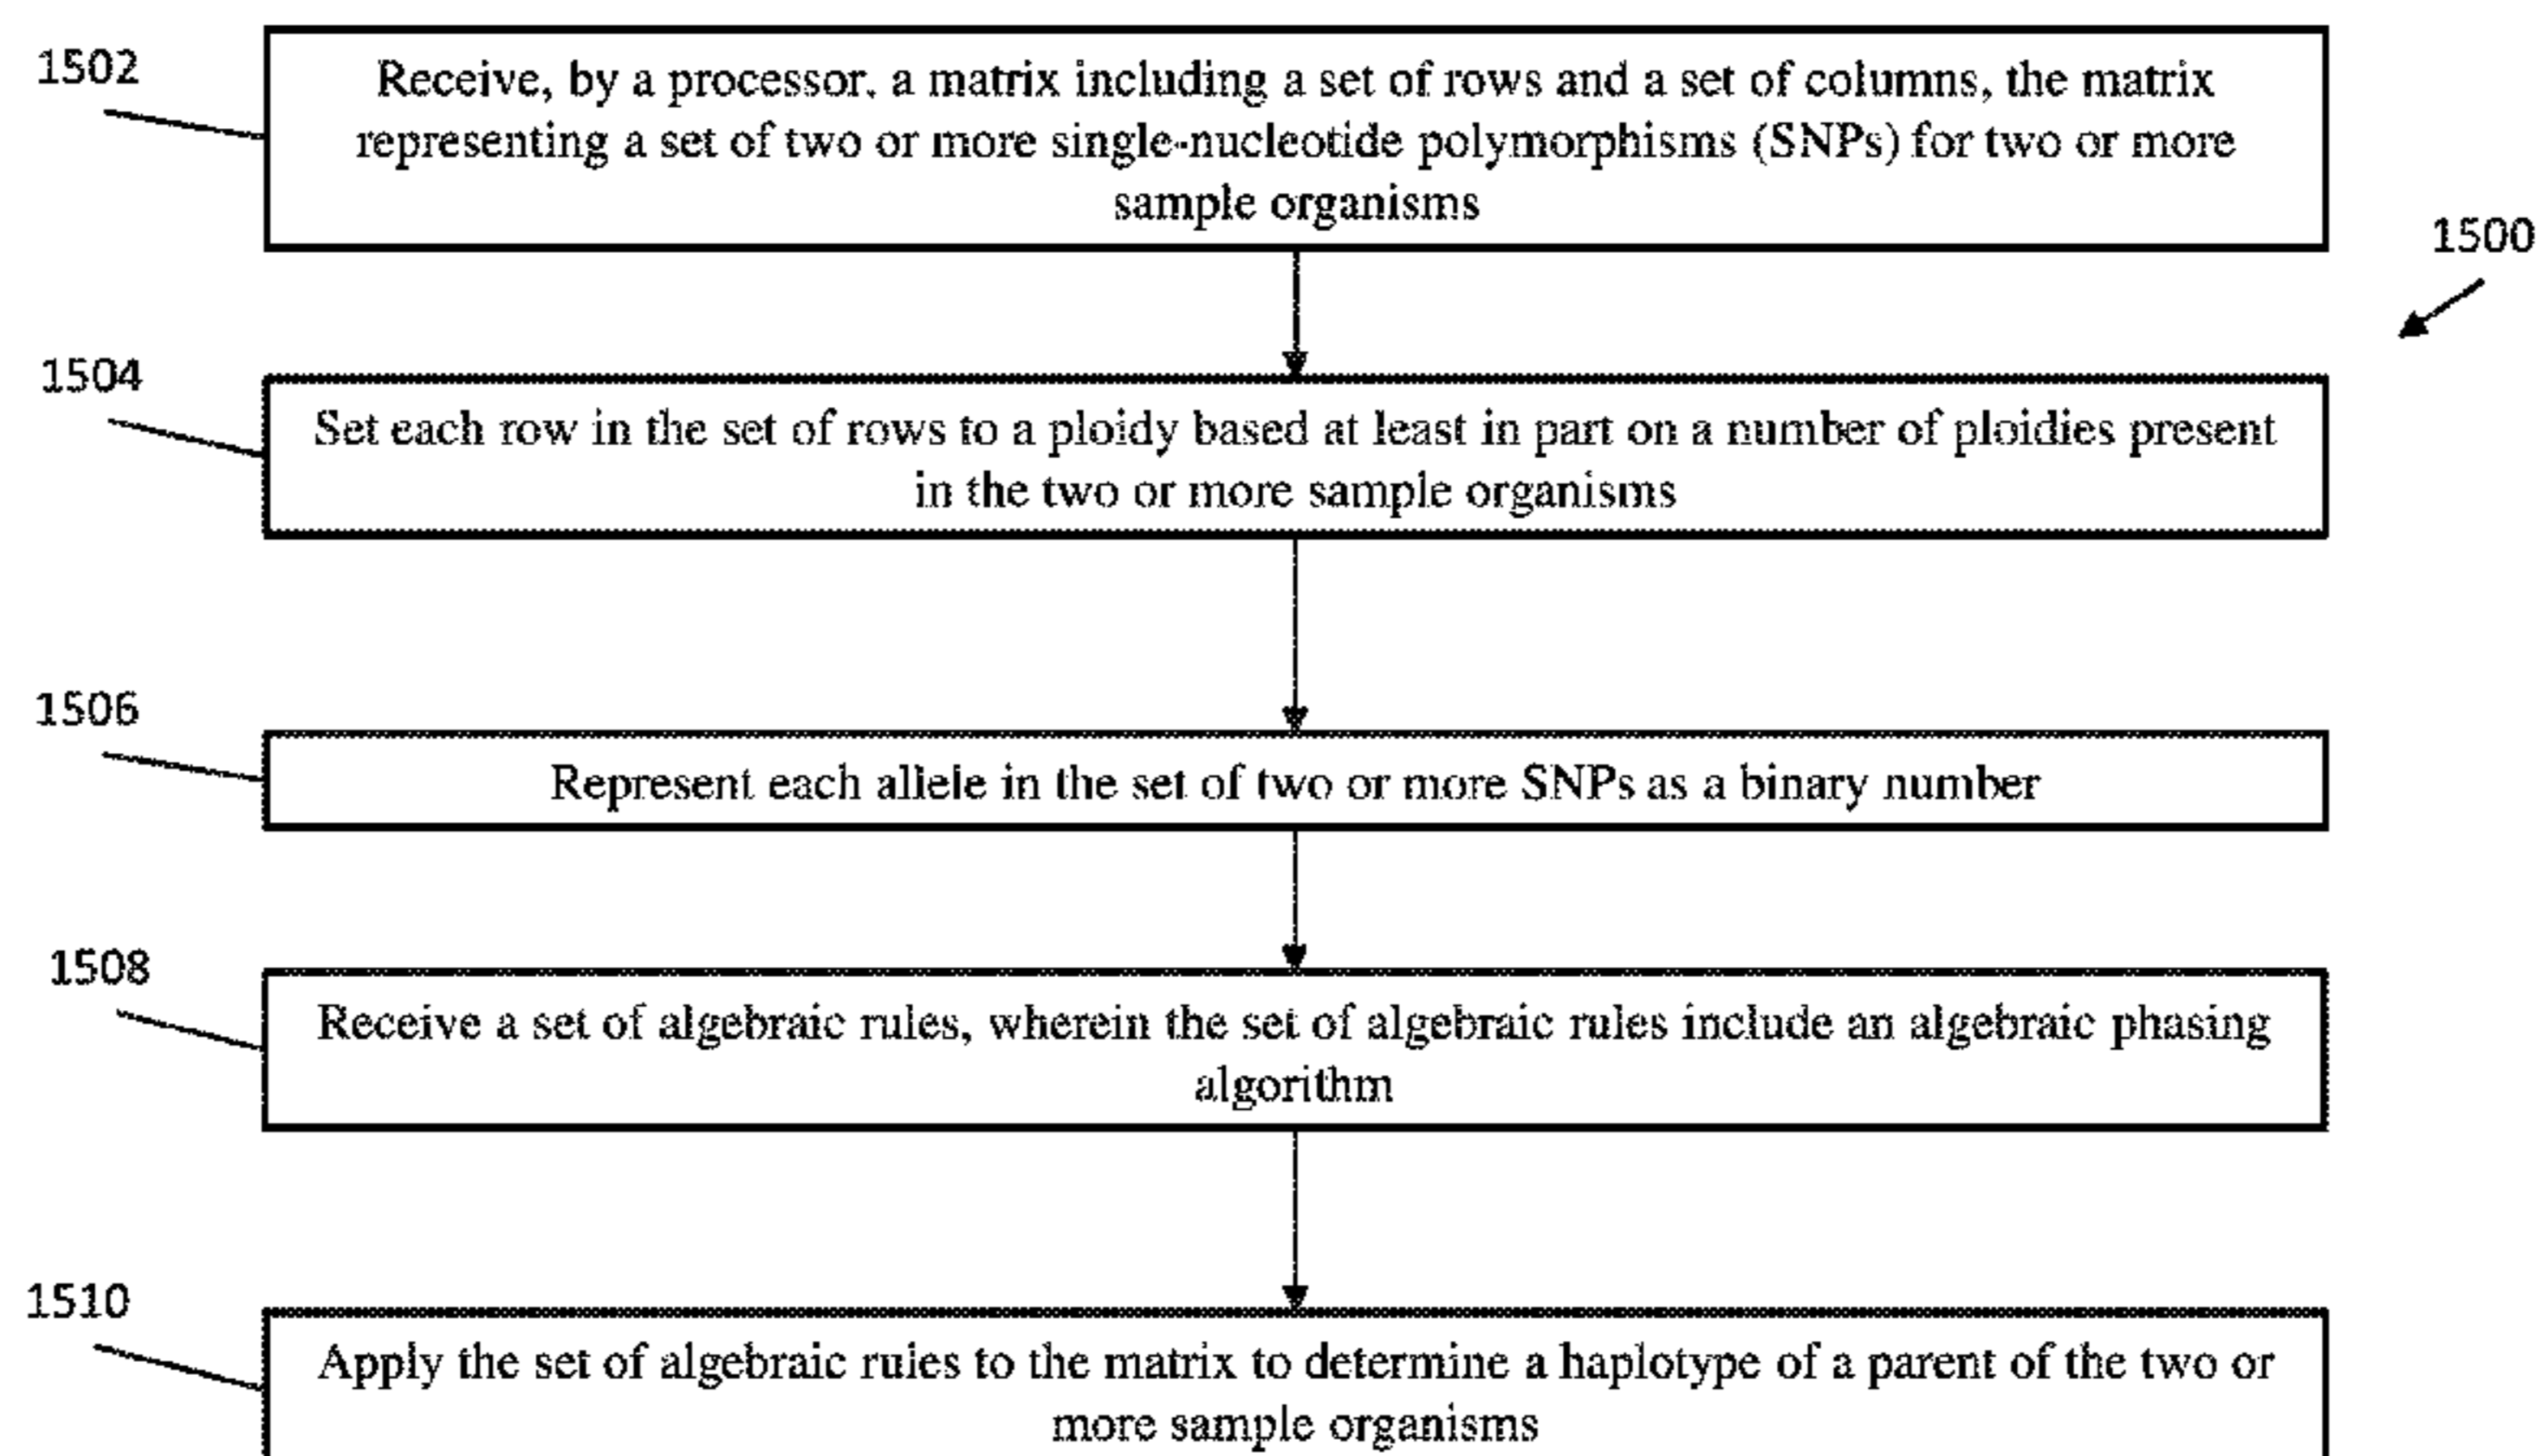 1502
Receive, by a processor, a matrix including a set of rows and a set of columns, the matrix
representing a set of two or more single-nucleotide polymorphisms (SNPs) for two or more
sample organisms
1500
1504
Set each row in the set of rows to a ploidy based at least in part on a number of ploidies present
in the two or more sample organisms
1506
Represent each allele in the set of two or more SNPs as a binary number
1508
Receive a set of algebraic rules, wherein the set of algebraic rules include an algebraic phasing
algorithm
1510
Apply the set of algebraic rules to the matrix to determine a haplotype of a parent of the two or
more sample organisms